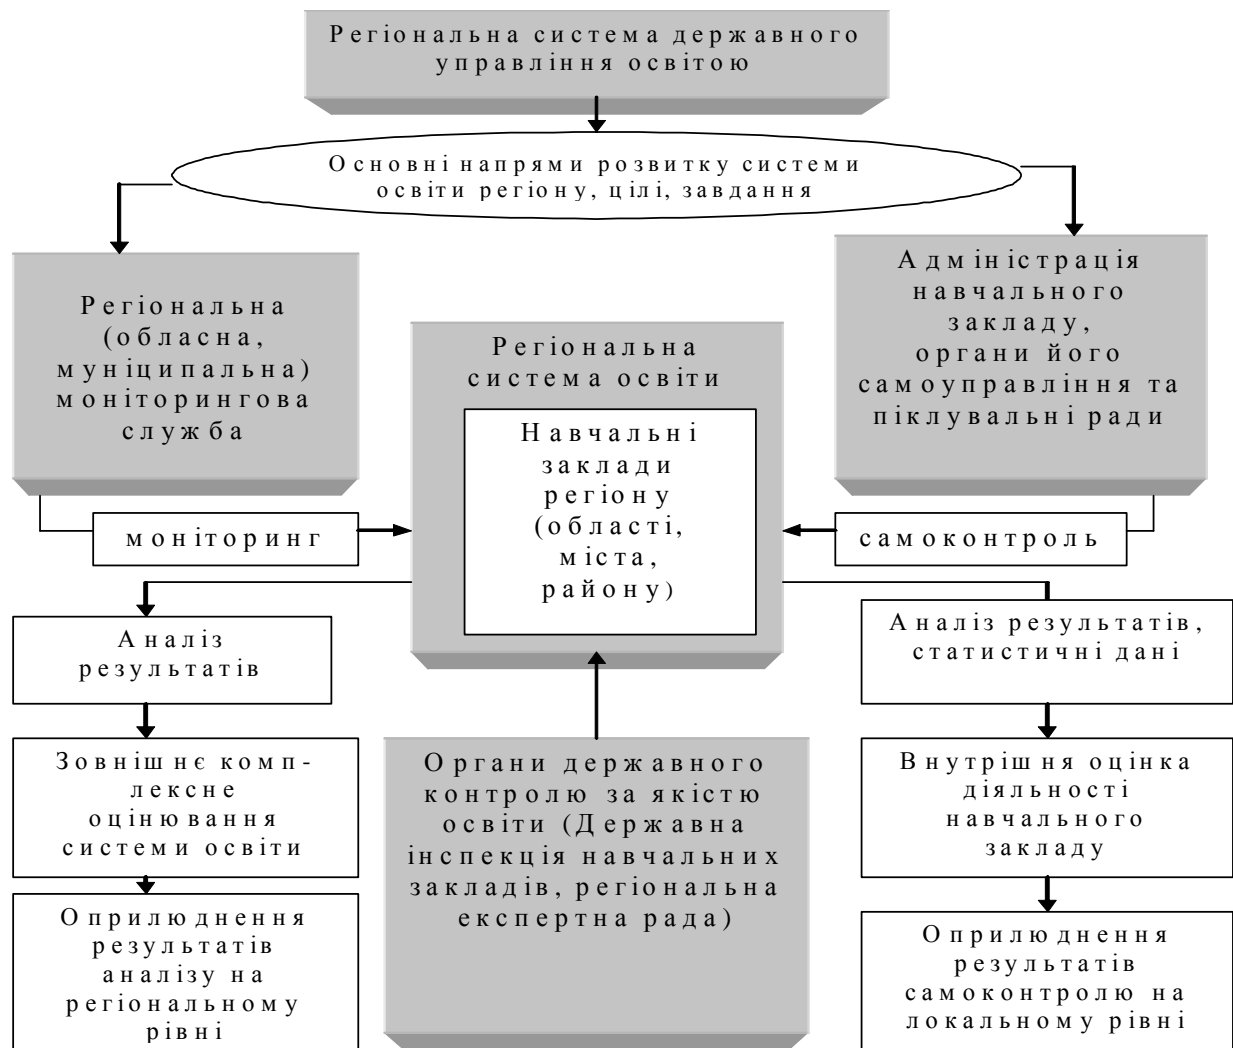 Регіональна система державного
управління освітою
Основні напрями розвитку системи
освіти регіону, цілі, завдання
Регіональна
(обласна,
муніципальна)
моніторингова
служба
Адміністрація
навчального
закладу,
органи його
самоуправління та
піклувальні ради
Регіональна
система освіти
Навчальні
заклади
регіону
(області,
міста,
району)
моніторинг
самоконтроль
Аналіз
результатів
Аналіз результатів,
статистичні дані
Зовнішнє комп-
лексне
оцінювання
системи освіти
Органи державного
контролю за якістю
освіти (Державна
інспекція навчальних
закладів, регіональна
експертна рада)
Внутрішня оцінка
діяльності
навчального
закладу
Оприлюднення
результатів
аналізу на
регіональному
рівні
Оприлюднення
результатів
самоконтролю на
локальному рівні